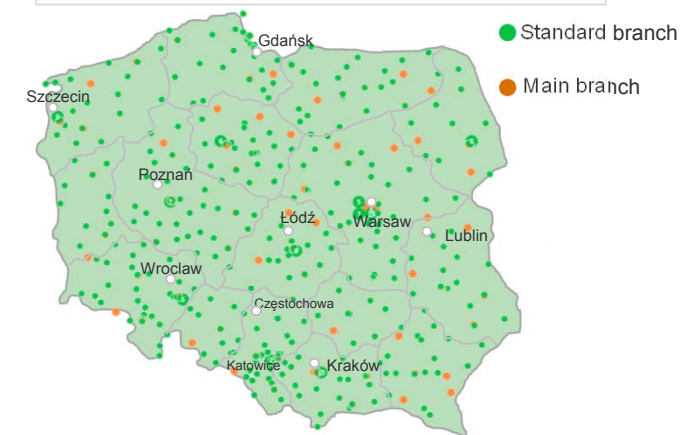 Standard branch
Gdańsk
Main branch
Szczecin
Poznań
Łódź
Warsaw
Lublin
Wroclaw
Częstochowa
Katowice
Kraków